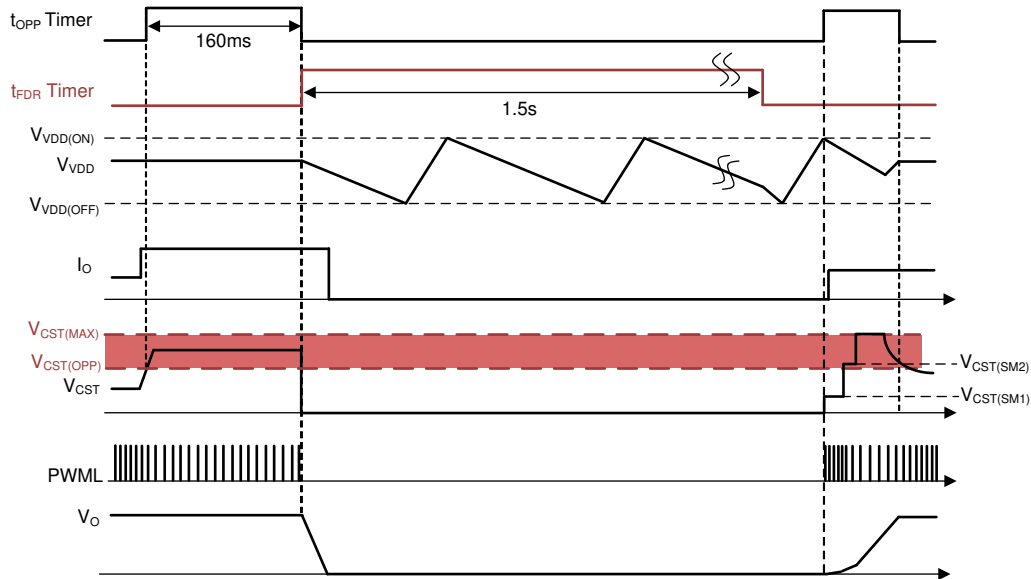 tOPP Timer
160ms
tFDR Timer
1.5s
VVDD(ON)
VVDD
VVDD(OFF)
IO
VCST(MAX)
VCST(OPP)
VCST(SM2)
VCST
VCST(SM1)
PWML
VO